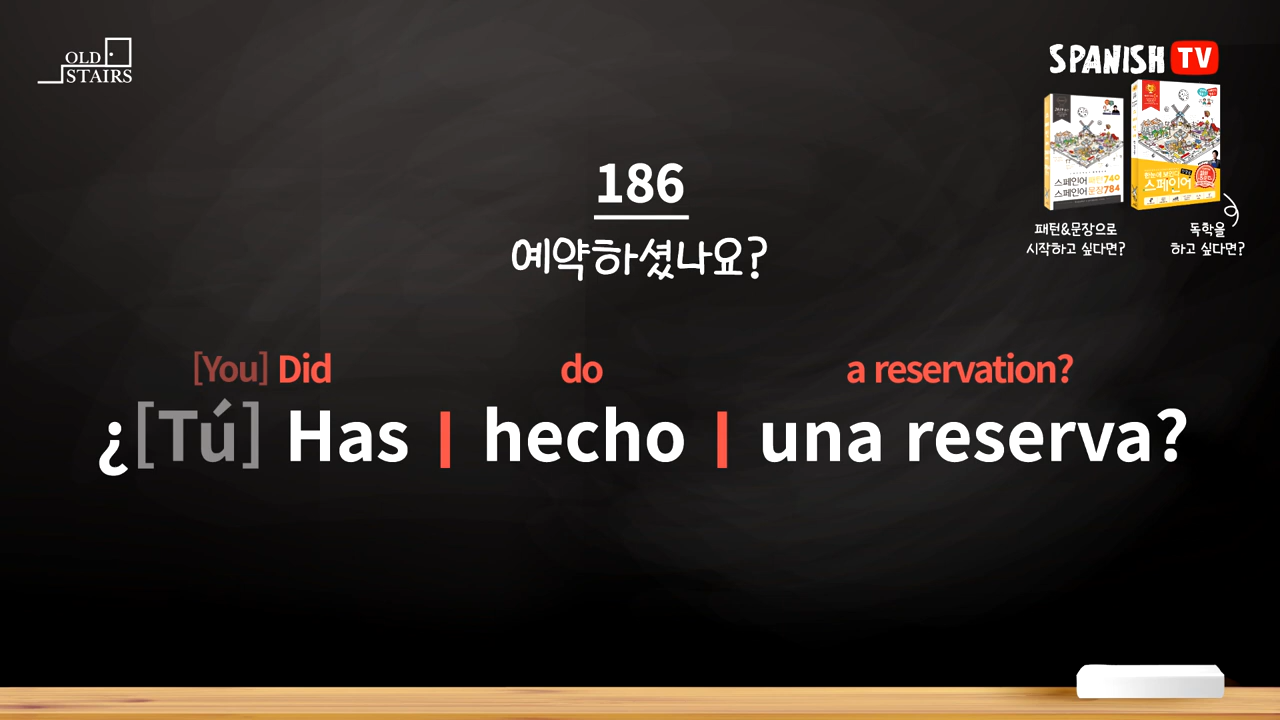 OLD
STAIRS
SPANISH TV
186
예약하셨나요?
스페인어 패턴740
스페인어 문장784
스페인어
패턴&문장으로
시작하고 싶다면?
독학을
하고 싶다면?
[You] Did do a reservation?
¿[Tú] Has | hecho | una reserva?